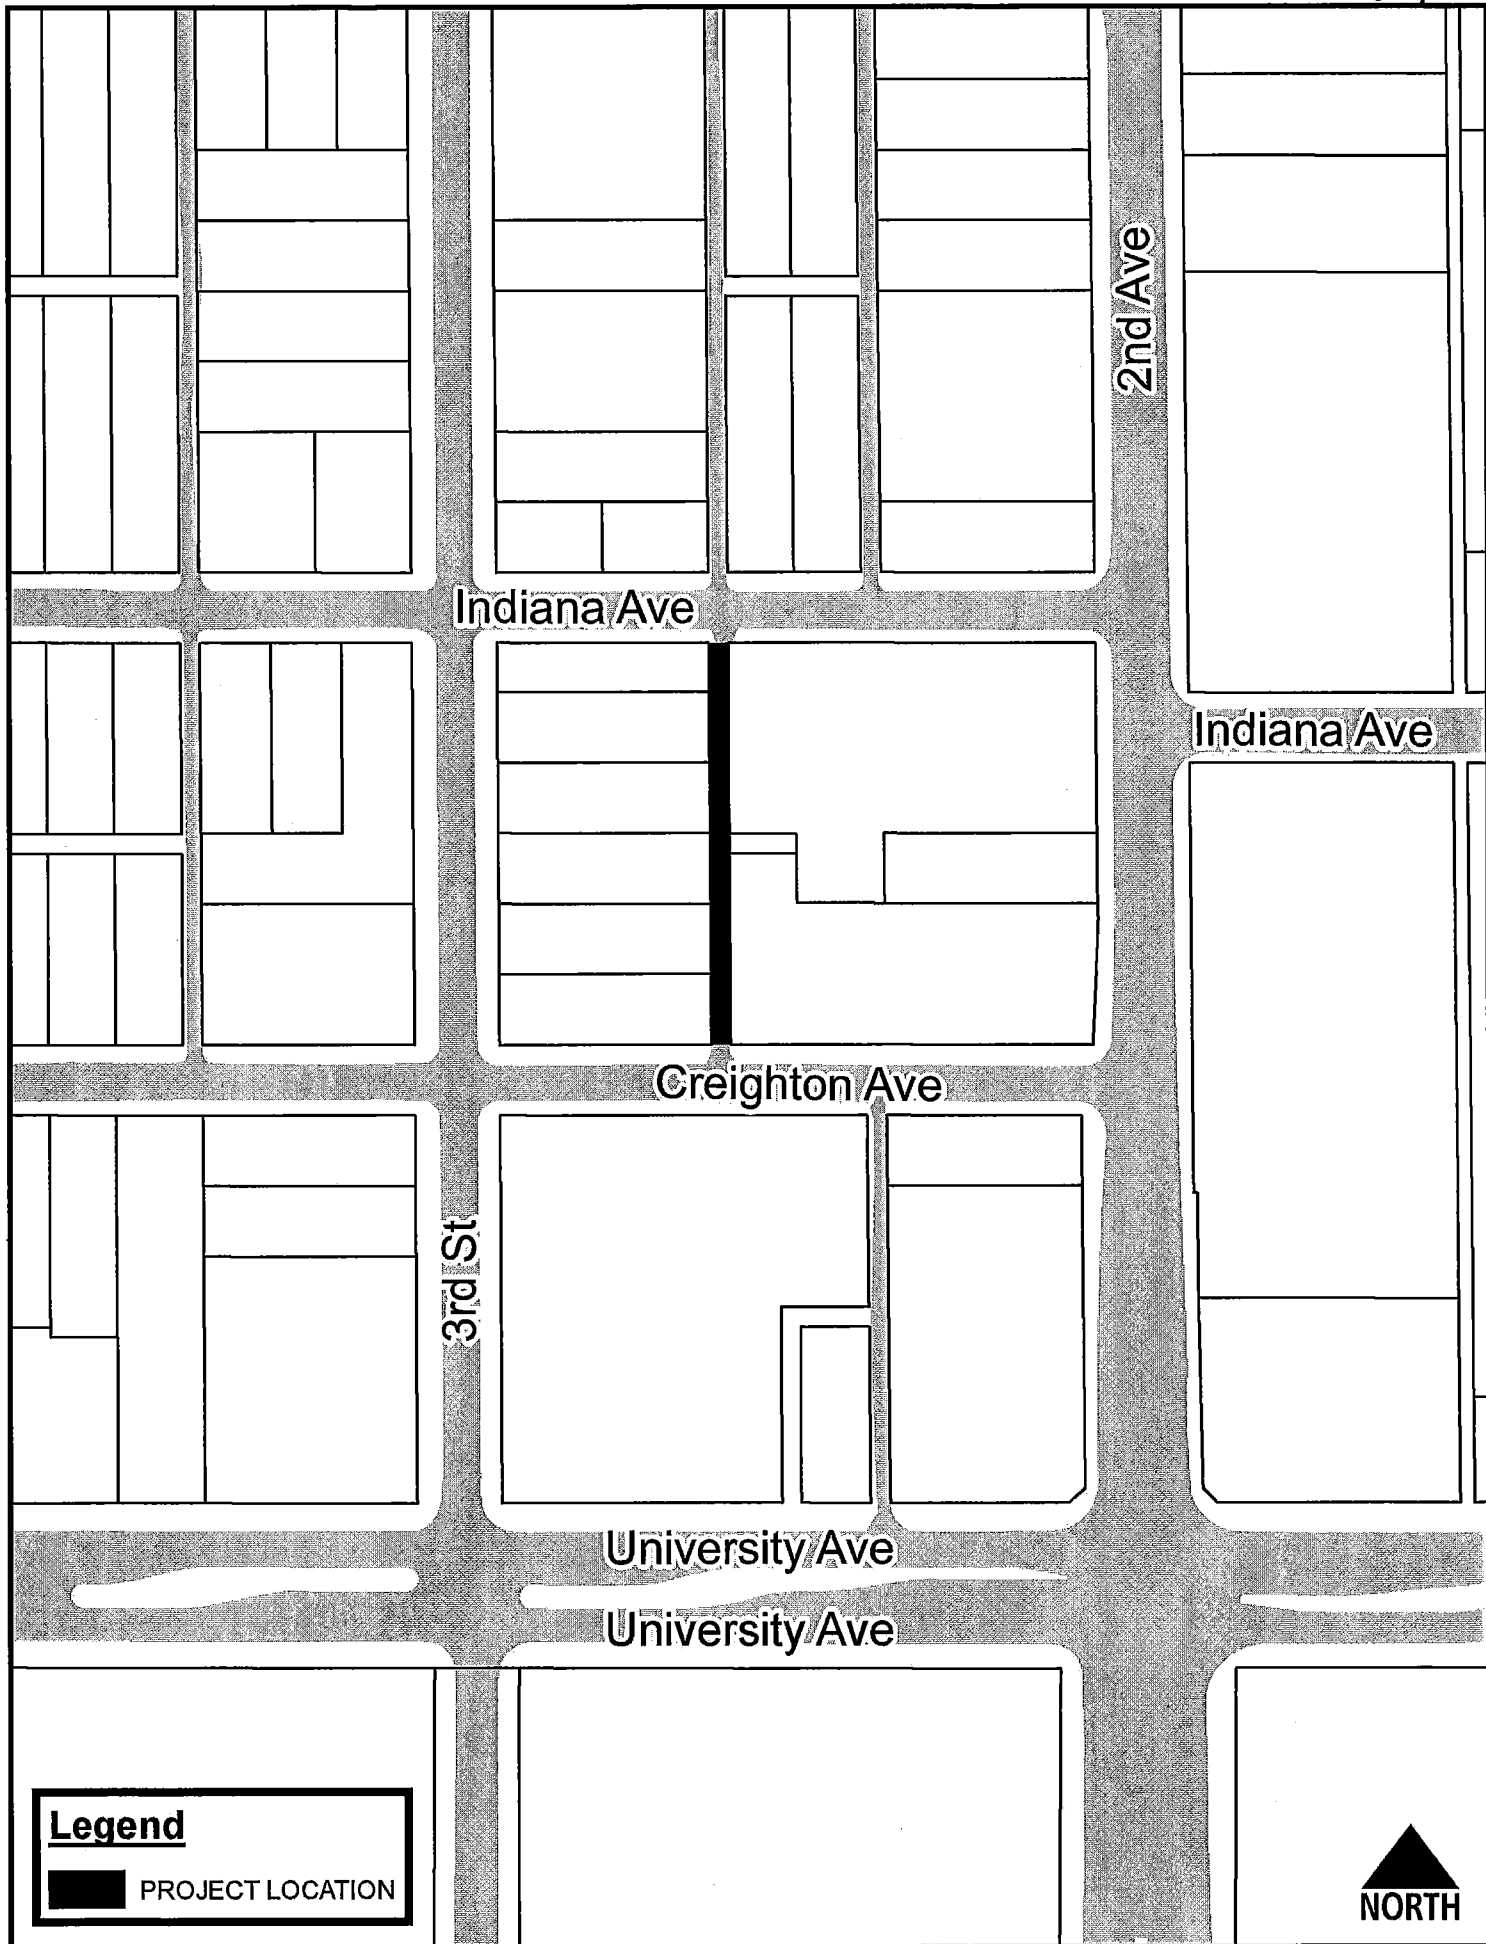 2nd Ave
Indiana Ave
Indiana Ave
Creighton Ave
3rd St
University Ave
University Ave
Legend
PROJECT LOCATION
NORTH